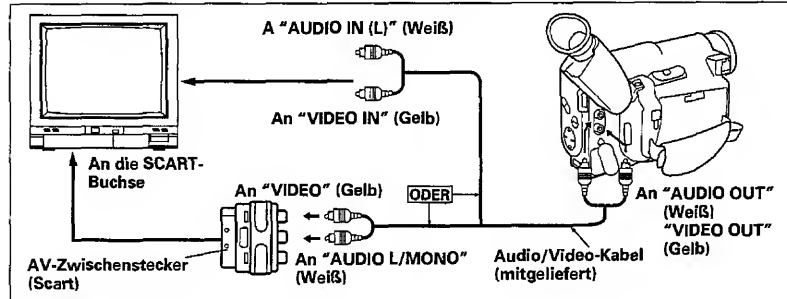 A “AUDIO IN (L)” (Weiß)
An “VIDEO IN” (Gelb)
An die SCART-
Buchse
An “VIDEO” (Gelb)
ODER
An “AUDIO OUT”
(Weiß)
“VIDEO OUT”
(Gelb)
An “AUDIO L/MONO”
(Weiß)
AV-Zwischenstecker
(Scart)
Audio/Video-Kabel
(mitgeliefert)